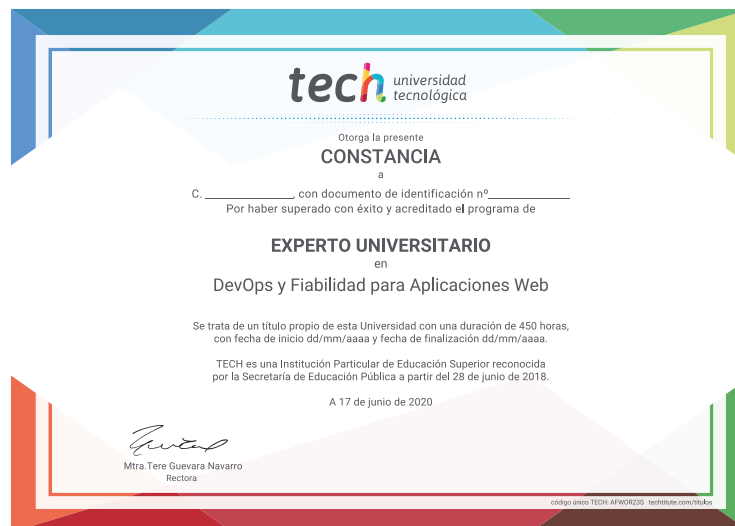 tech universidad
tecnológica
Otorga la presente
CONSTANCIA
a
C. ______________, con documento de identificación nº_____________
Por haber superado con éxito y acreditado el programa de
EXPERTO UNIVERSITARIO
en
DevOps y Fiabilidad para Aplicaciones Web
Se trata de un título propio de esta Universidad con una duración de 450 horas,
con fecha de inicio dd/mm/aaaa y fecha de finalización dd/mm/aaaa.
TECH es una Institución Particular de Educación Superior reconocida
por la Secretaría de Educación Pública a partir del 28 de junio de 2018.
A 17 de junio de 2020
Mtra.Tere Guevara Navarro
Rectora
código único TECH: AFWOR23S techtitute.com/titulos